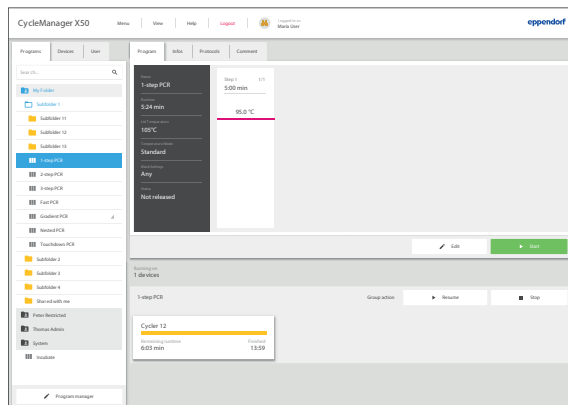 CycleManager X50
Menu
View
Help
Logout
Logged in as
Maria User
eppendorf
Programs
Devices
User
Search...
My Folder
Subfolder 1
Subfolder 11
Subfolder 12
Subfolder 13
1-step PCR
2-step PCR
3-step PCR
Fast PCR
Gradient PCR
Nested PCR
Touchdown PCR
Subfolder 2
Subfolder 3
Subfolder 4
Shared with me
Peter Restricted
Thomas Admin
System
Incubate
Program manager
Program
Infos
Protocols
Comment
Name
1-step PCR
Duration
5:24 min
Lid Temperature
105°C
Temperature Mode
Standard
Block Settings
Any
Status
Not released
Step 1
1/1
5:00 min
95.0 °C
Edit
Start
Running on
1 devices
1-step PCR
Group action
Resume
Stop
Cycler 12
Remaining runtime
Finished
6:03 min
13:59